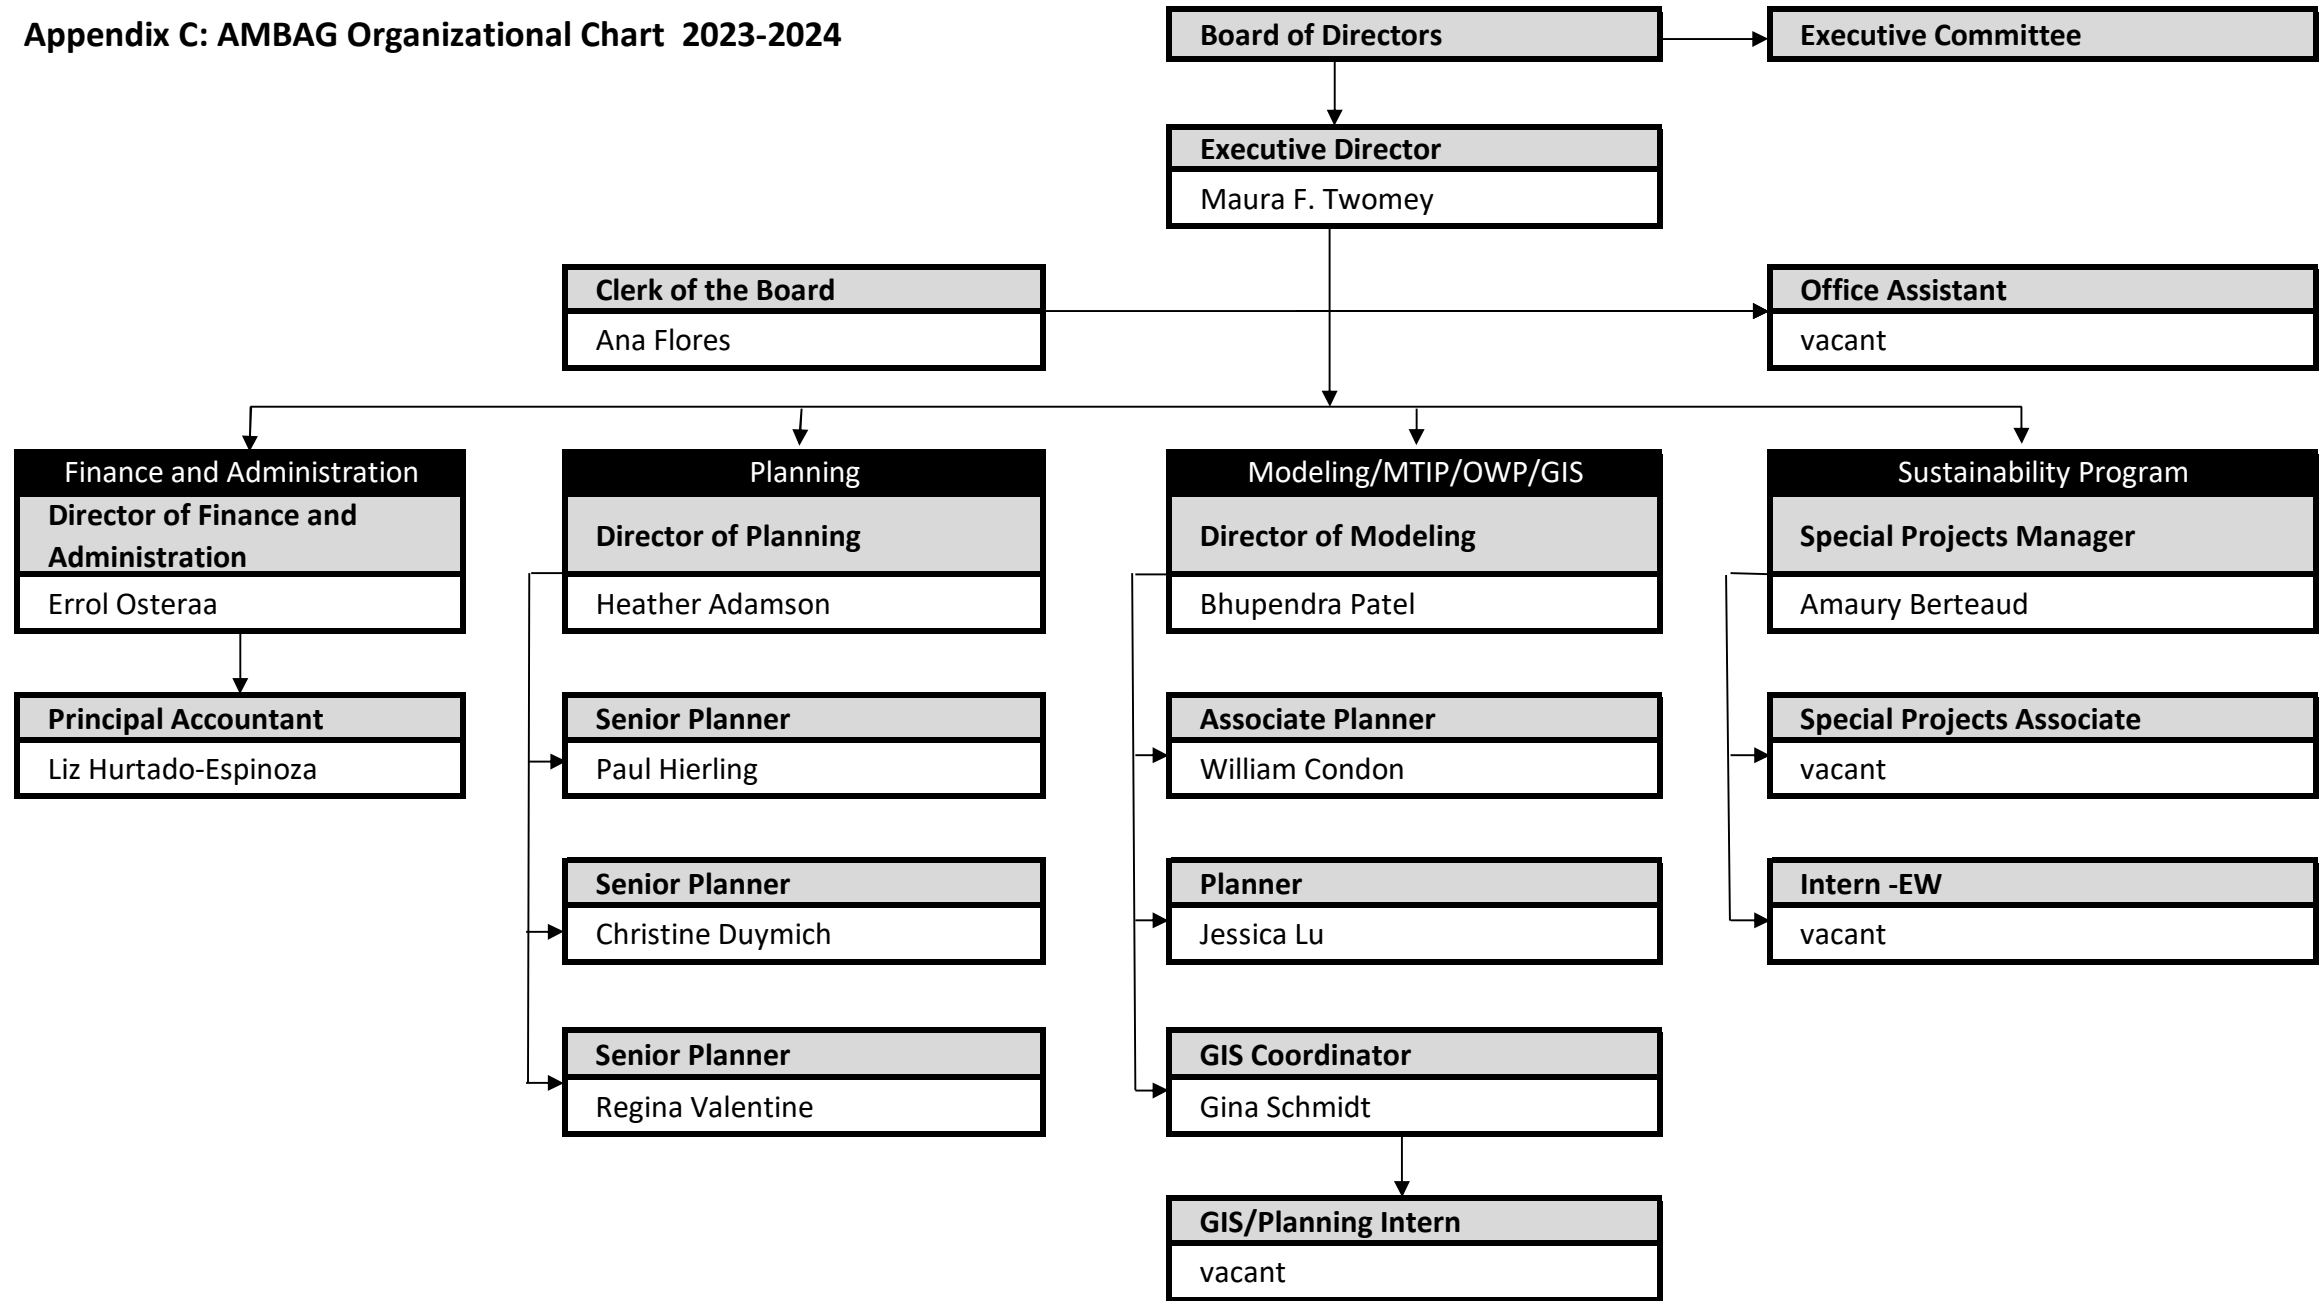 Appendix C: AMBAG Organizational Chart 2023-2024
Board of Directors
Executive Committee
Executive Director
Maura F. Twomey
Clerk of the Board
Ana Flores
Office Assistant
vacant
Finance and Administration
Director of Finance and
Administration
Errol Osteraa
Principal Accountant
Liz Hurtado-Espinoza
Planning
Director of Planning
Heather Adamson
Senior Planner
Paul Hierling
Senior Planner
Christine Duymich
Senior Planner
Regina Valentine
Modeling/MTIP/OWP/GIS
Director of Modeling
Bhupendra Patel
Associate Planner
William Condon
Planner
Jessica Lu
GIS Coordinator
Gina Schmidt
GIS/Planning Intern
vacant
Sustainability Program
Special Projects Manager
Amaury Berteaud
Special Projects Associate
vacant
Intern -EW
vacant